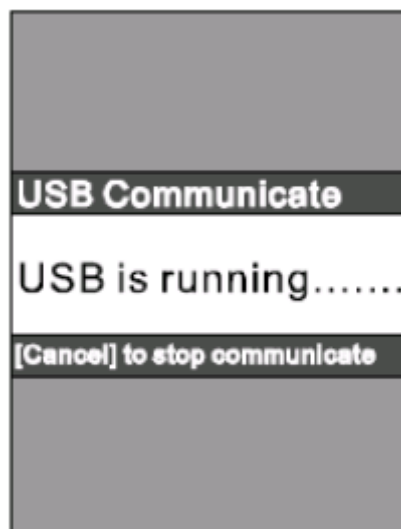 USB Communicate
USB is running.......
[Cancel] to stop communicate